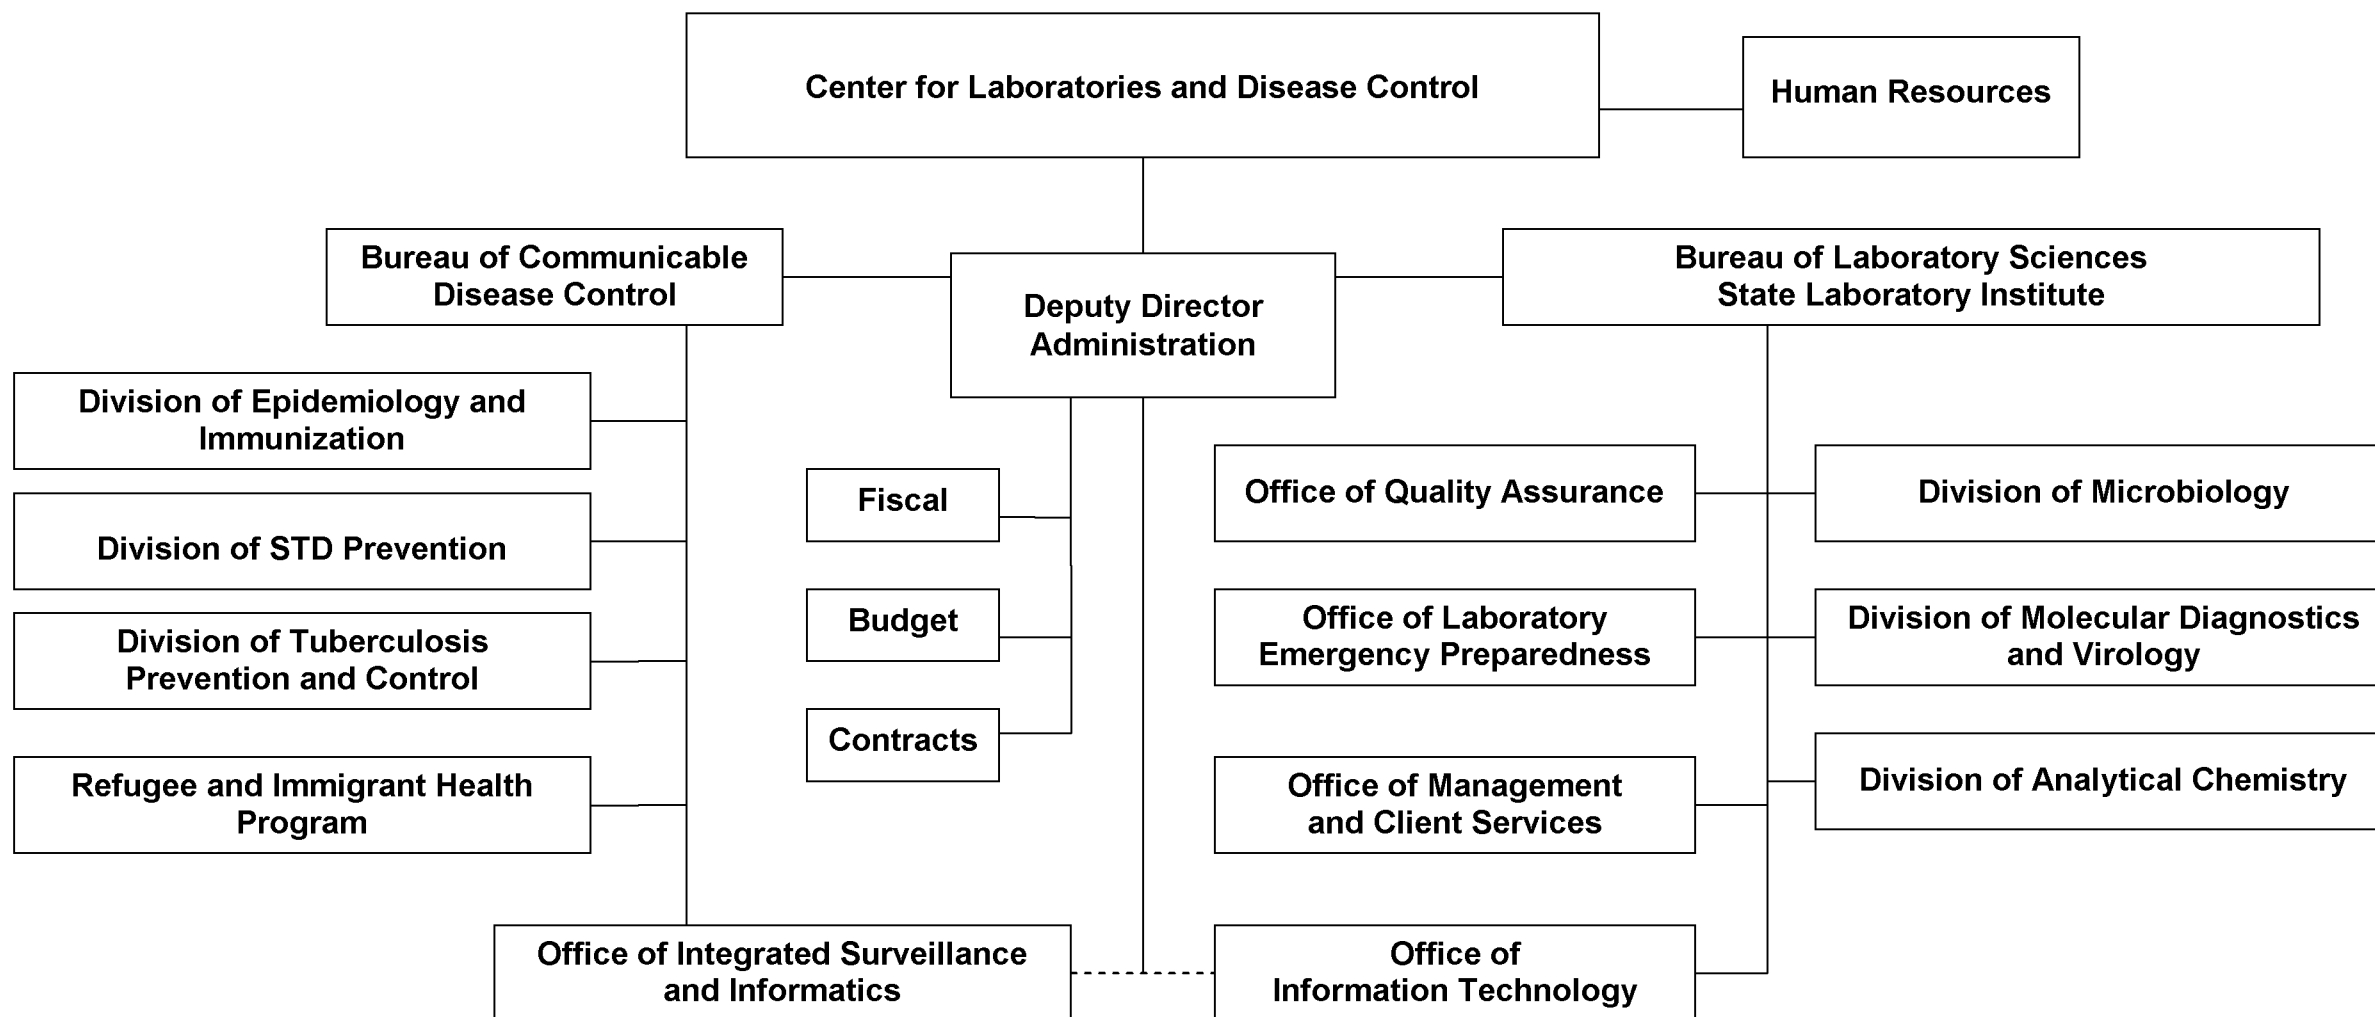 Center for Laboratories and Disease Control
Human Resources
Bureau of Communicable
Disease Control
Deputy Director
Administration
Bureau of Laboratory Sciences
State Laboratory Institute
Division of Epidemiology and
Immunization
Division of STD Prevention
Division of Tuberculosis
Prevention and Control
Refugee and Immigrant Health
Program
Fiscal
Budget
Contracts
Office of Quality Assurance
Office of Laboratory
Emergency Preparedness
Office of Management
and Client Services
Division of Microbiology
Division of Molecular Diagnostics
and Virology
Division of Analytical Chemistry
Office of Integrated Surveillance
and Informatics
Office of
Information Technology